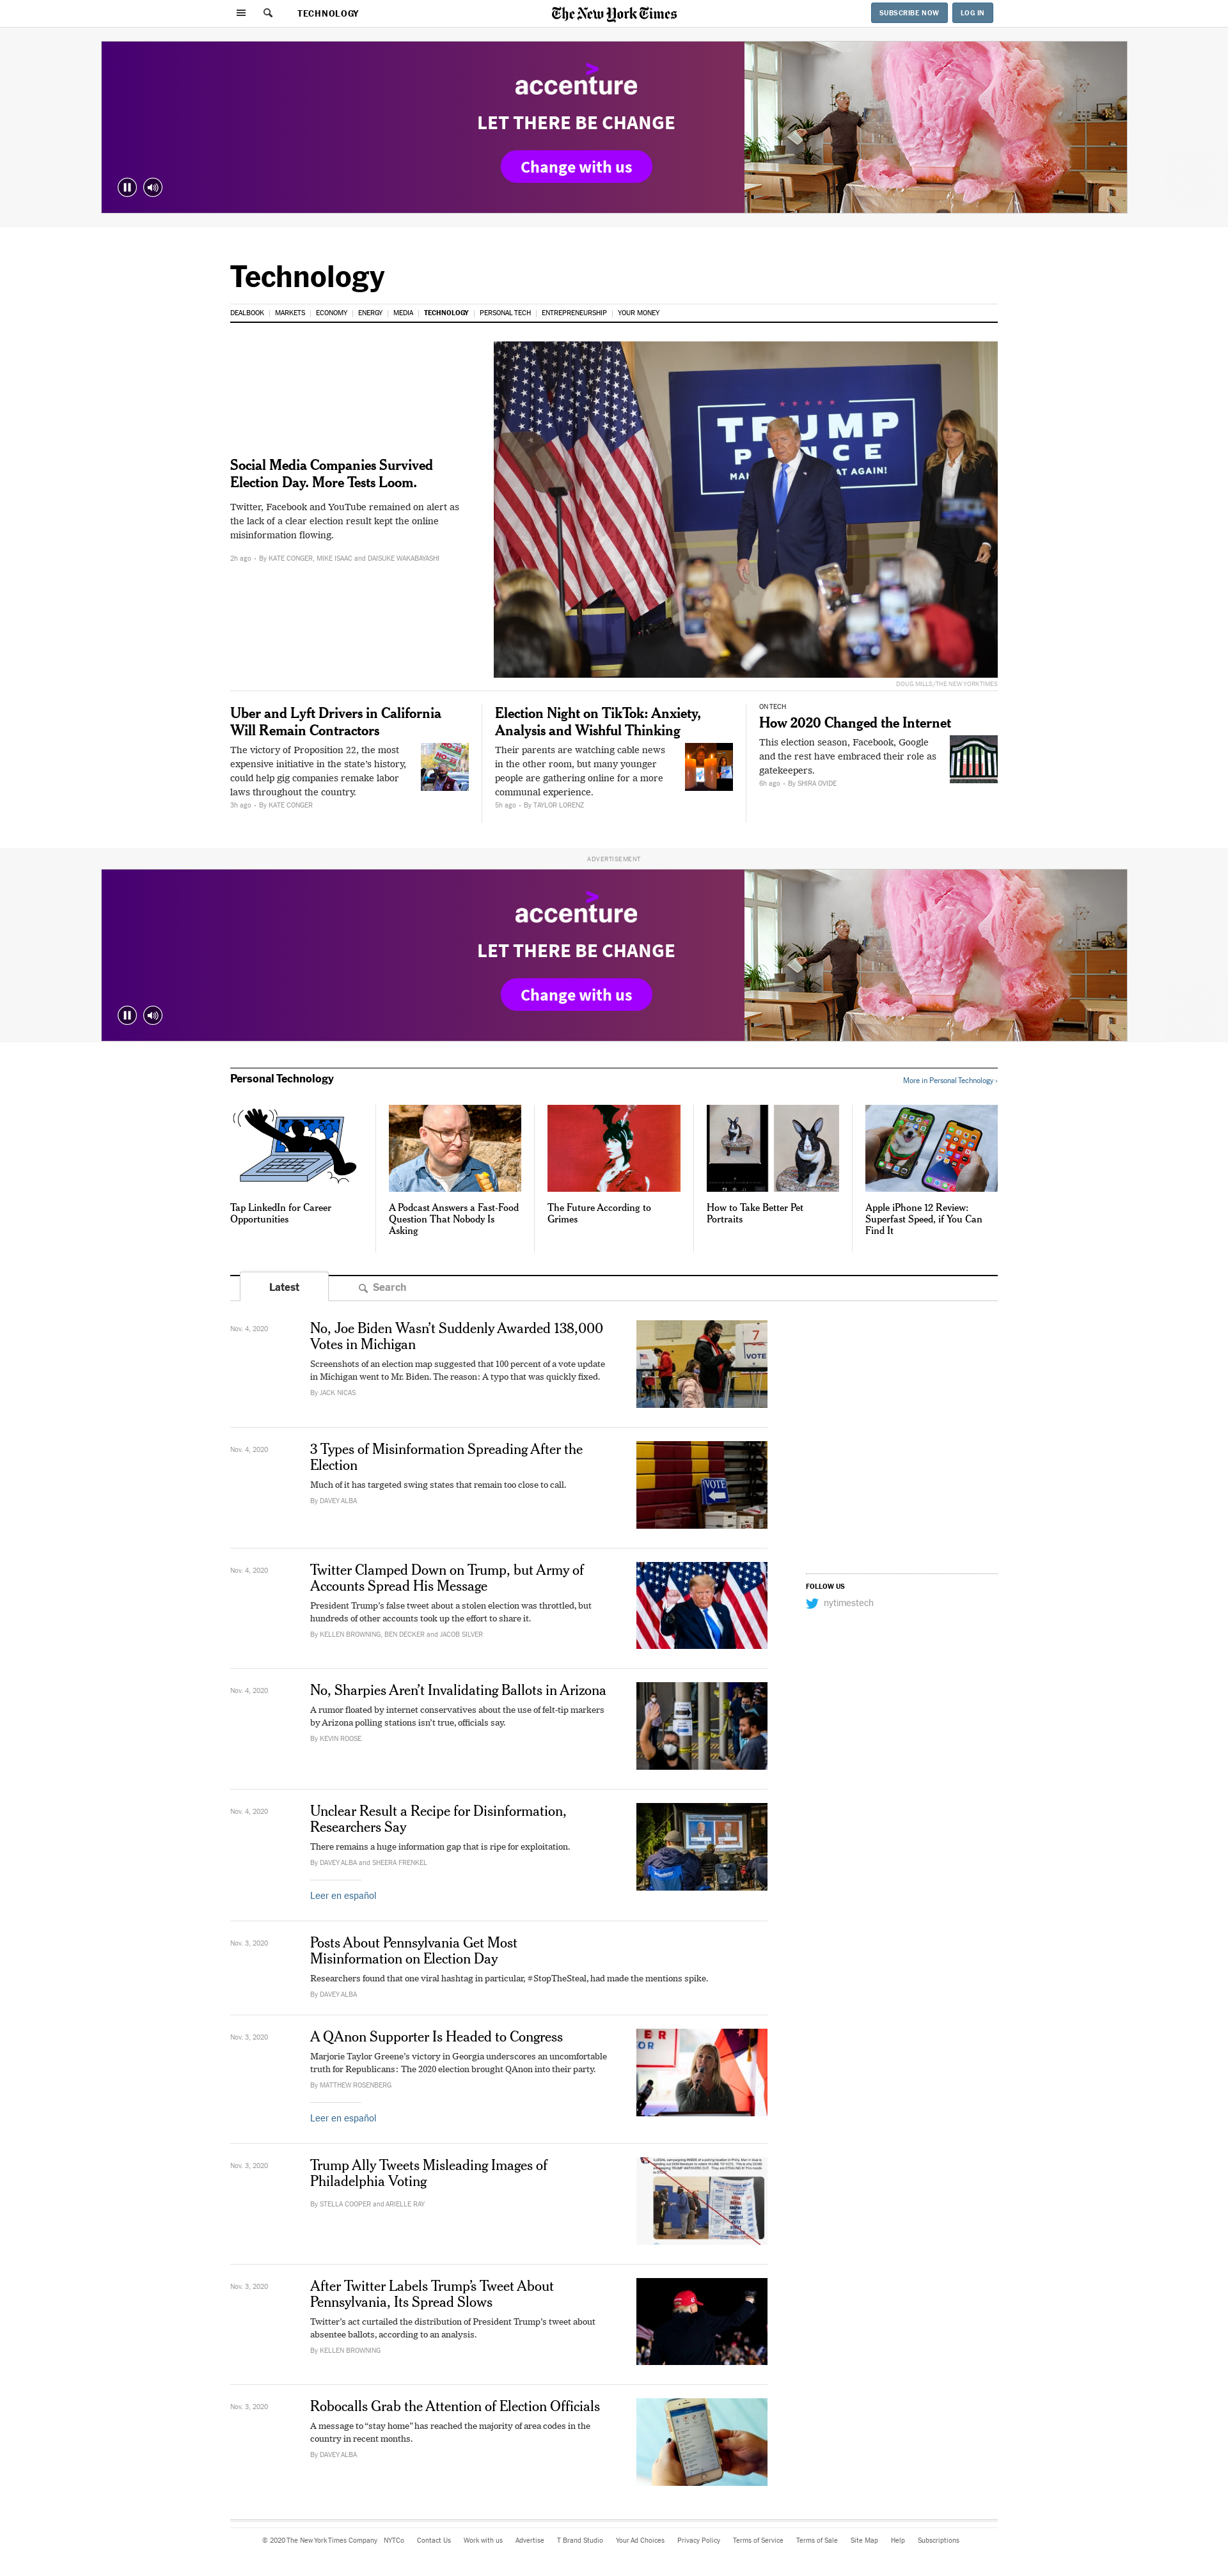 TECHNOLOGY
The New York Times
SUBSCRIBE NOW
LOG IN
accenture
LET THERE BE CHANGE
Change with us
Technology
DEALBOOK
MARKETS
ECONOMY
ENERGY
MEDIA
TECHNOLOGY
PERSONAL TECH
ENTREPRENEURSHIP
YOUR MONEY
Social Media Companies Survived
Election Day. More Tests Loom.
Twitter, Facebook and YouTube remained on alert as
the lack of a clear election result kept the online
misinformation flowing.
2h ago • By KATE CONGER, MIKE ISAAC and DAISUKE WAKABAYASHI
TRUMP
PENCE
AGAIN!
DOUG MILLS/THE NEW YORK TIMES
Uber and Lyft Drivers in California
Will Remain Contractors
The victory of Proposition 22, the most
expensive initiative in the state's history,
could help gig companies remake labor
laws throughout the country.
3h ago • By KATE CONGER
Election Night on TikTok: Anxiety,
Analysis and Wishful Thinking
Their parents are watching cable news
in the other room, but many younger
people are gathering online for a more
communal experience.
5h ago • By TAYLOR LORENZ
ON TECH
How 2020 Changed the Internet
This election season, Facebook, Google
and the rest have embraced their role as
gatekeepers.
6h ago • By SHIRA OVIDE
ADVERTISEMENT
accenture
LET THERE BE CHANGE
Change with us
Personal Technology
More in Personal Technology ›
Tap LinkedIn for Career
Opportunities
A Podcast Answers a Fast-Food
Question That Nobody Is
Asking
The Future According to
Grimes
How to Take Better Pet
Portraits
Apple iPhone 12 Review:
Superfast Speed, if You Can
Find It
Latest
Search
Nov. 4, 2020
No, Joe Biden Wasn't Suddenly Awarded 138,000
Votes in Michigan
Screenshots of an election map suggested that 100 percent of a vote update
in Michigan went to Mr. Biden. The reason: A typo that was quickly fixed.
By JACK NICAS
7
VOTE
Nov. 4, 2020
3 Types of Misinformation Spreading After the
Election
Much of it has targeted swing states that remain too close to call.
By DAVEY ALBA
VOTE
Nov. 4, 2020
Twitter Clamped Down on Trump, but Army of
Accounts Spread His Message
President Trump's false tweet about a stolen election was throttled, but
hundreds of other accounts took up the effort to share it.
By KELLEN BROWNING, BEN DECKER and JACOB SILVER
FOLLOW US
nytimestech
Nov. 4, 2020
No, Sharpies Aren't Invalidating Ballots in Arizona
A rumor floated by internet conservatives about the use of felt-tip markers
by Arizona polling stations isn't true, officials say.
By KEVIN ROOSE
Nov. 4, 2020
Unclear Result a Recipe for Disinformation,
Researchers Say
There remains a huge information gap that is ripe for exploitation.
By DAVEY ALBA and SHEERA FRENKEL
Leer en español
Nov. 3, 2020
Posts About Pennsylvania Get Most
Misinformation on Election Day
Researchers found that one viral hashtag in particular, #StopTheSteal, had made the mentions spike.
By DAVEY ALBA
Nov. 3, 2020
A QAnon Supporter Is Headed to Congress
Marjorie Taylor Greene's victory in Georgia underscores an uncomfortable
truth for Republicans: The 2020 election brought QAnon into their party.
By MATTHEW ROSENBERG
Leer en español
Nov. 3, 2020
Trump Ally Tweets Misleading Images of
Philadelphia Voting
By STELLA COOPER and ARIELLE RAY
Nov. 3, 2020
After Twitter Labels Trump's Tweet About
Pennsylvania, Its Spread Slows
Twitter's act curtailed the distribution of President Trump's tweet about
absentee ballots, according to an analysis.
By KELLEN BROWNING
Nov. 3, 2020
Robocalls Grab the Attention of Election Officials
A message to "stay home" has reached the majority of area codes in the
country in recent months.
By DAVEY ALBA
© 2020 The New York Times Company
NYTCo
Contact Us
Work with us
Advertise
T Brand Studio
Your Ad Choices
Privacy Policy
Terms of Service
Terms of Sale
Site Map
Help
Subscriptions